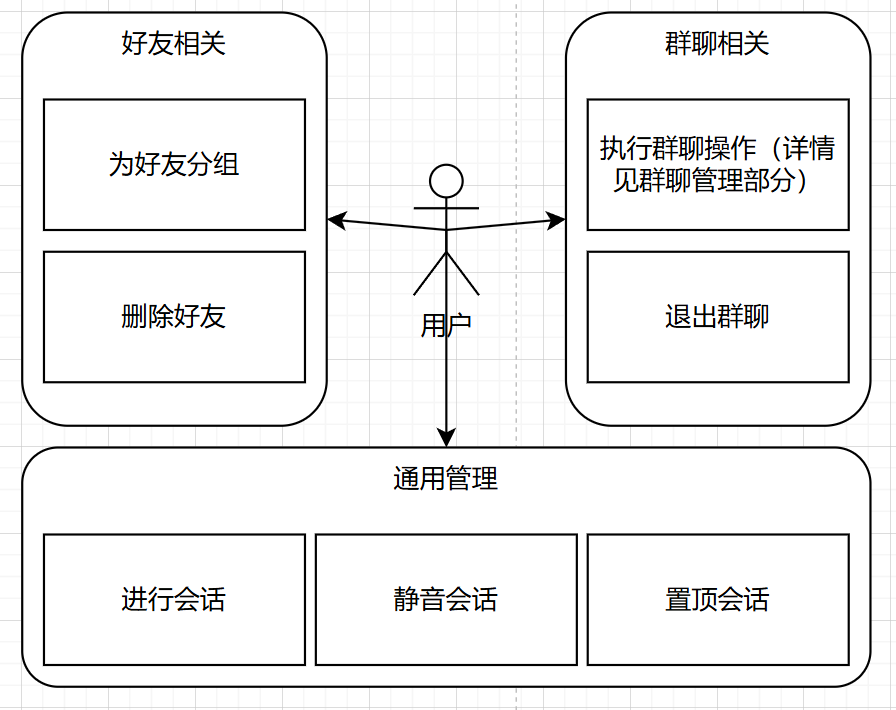 好友相关
为好友分组
删除好友
用户
群聊相关
执行群聊操作（详情
见群聊管理部分）
退出群聊
通用管理
进行会话
静音会话
置顶会话